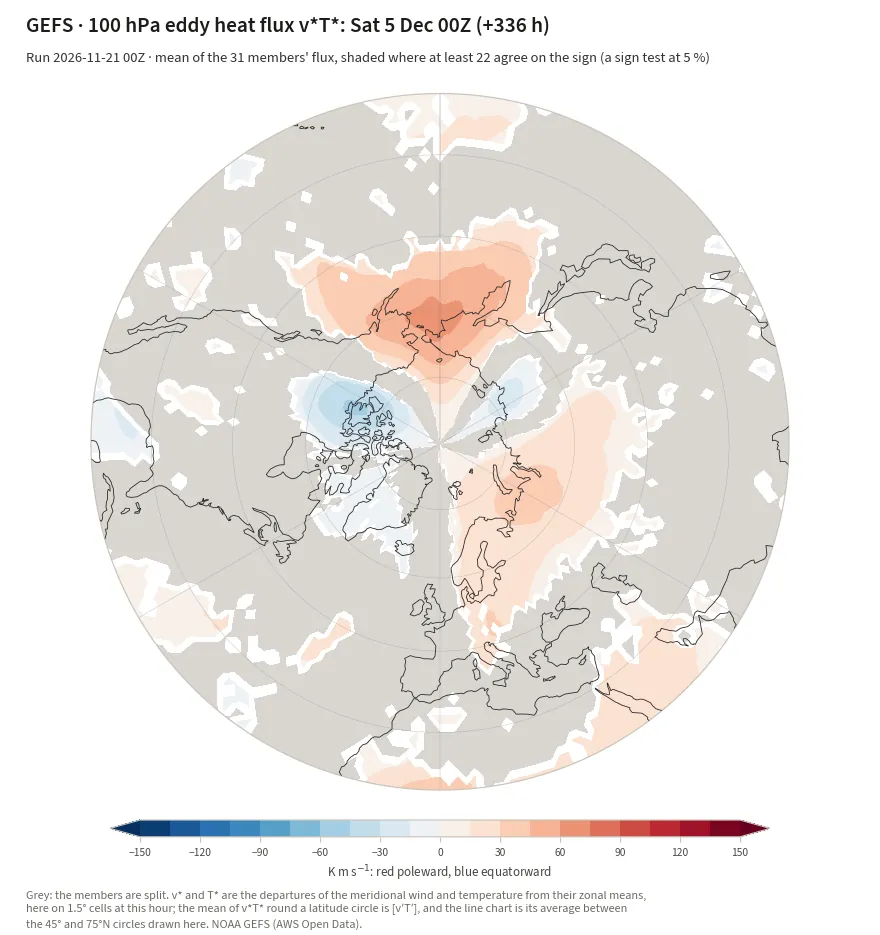 GEFS · 100 hPa eddy heat flux v*T*: Sat 5 Dec 00Z (+336 h)
Run 2026-11-21 00Z · mean of the 31 members' flux, shaded where at least 22 agree on the sign (a sign test at 5 %)
−150 −120 −90 −60 −30 0 30 60 90 120 150
K m s⁻¹: red poleward, blue equatorward
Grey: the members are split. v* and T* are the departures of the meridional wind and temperature from their zonal means,
here on 1.5° cells at this hour; the mean of v*T* round a latitude circle is [v'T'], and the line chart is its average between
the 45° and 75°N circles drawn here. NOAA GEFS (AWS Open Data).